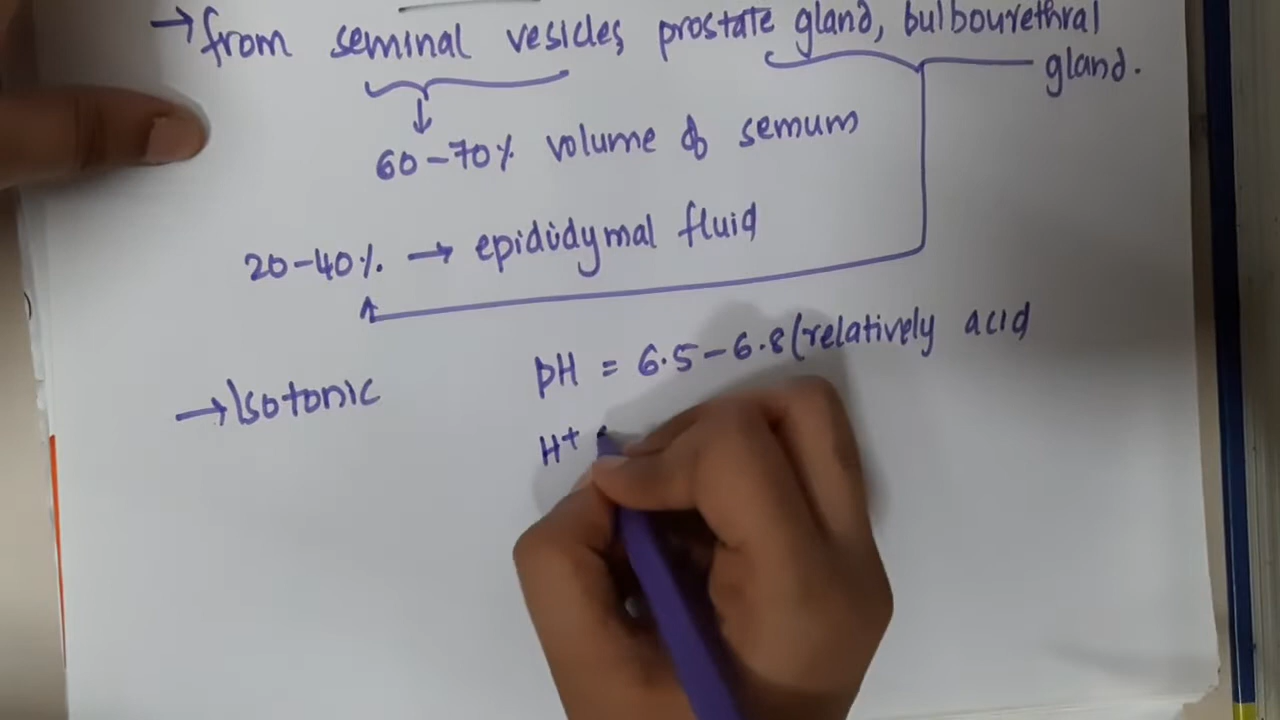 → from seminal vesicles, prostate gland, bulbourethral
gland.
60-70% volume of semum
20-40% → epididymal fluid
pH = 6.5-6.8 (relatively acid
→ Isotonic
H+